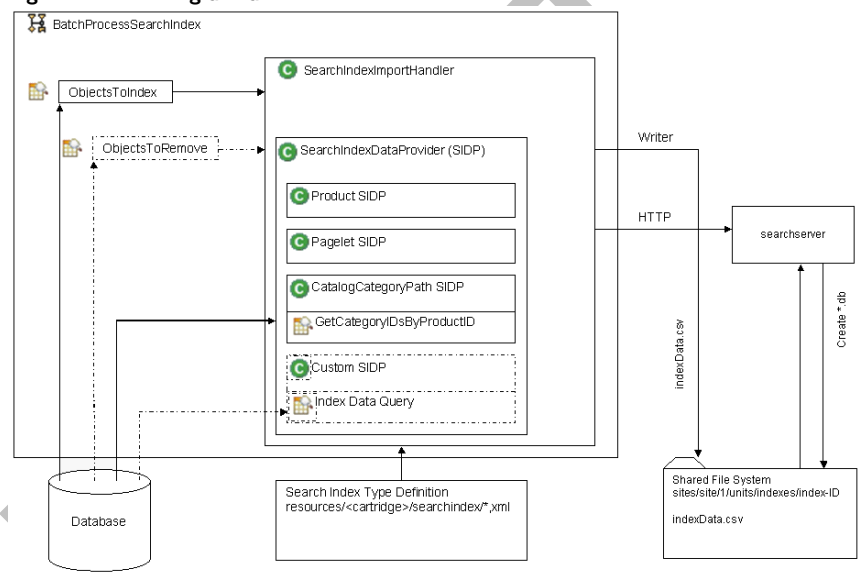 BatchProcessSearchIndex
SearchIndexImportHandler
ObjectsToIndex
ObjectsToRemove
SearchIndexDataProvider (SIDP)
Product SIDP
Pagelet SIDP
CatalogCategoryPath SIDP
GetCategoryIDsByProductID
Custom SIDP
Index Data Query
Writer
HTTP
searchserver
indexData.csv
Create *.db
Database
Search Index Type Definition
resources/<cartridge>/searchindex/*,xml
Shared File System
sites/site/1/units/indexes/index-ID
indexData.csv